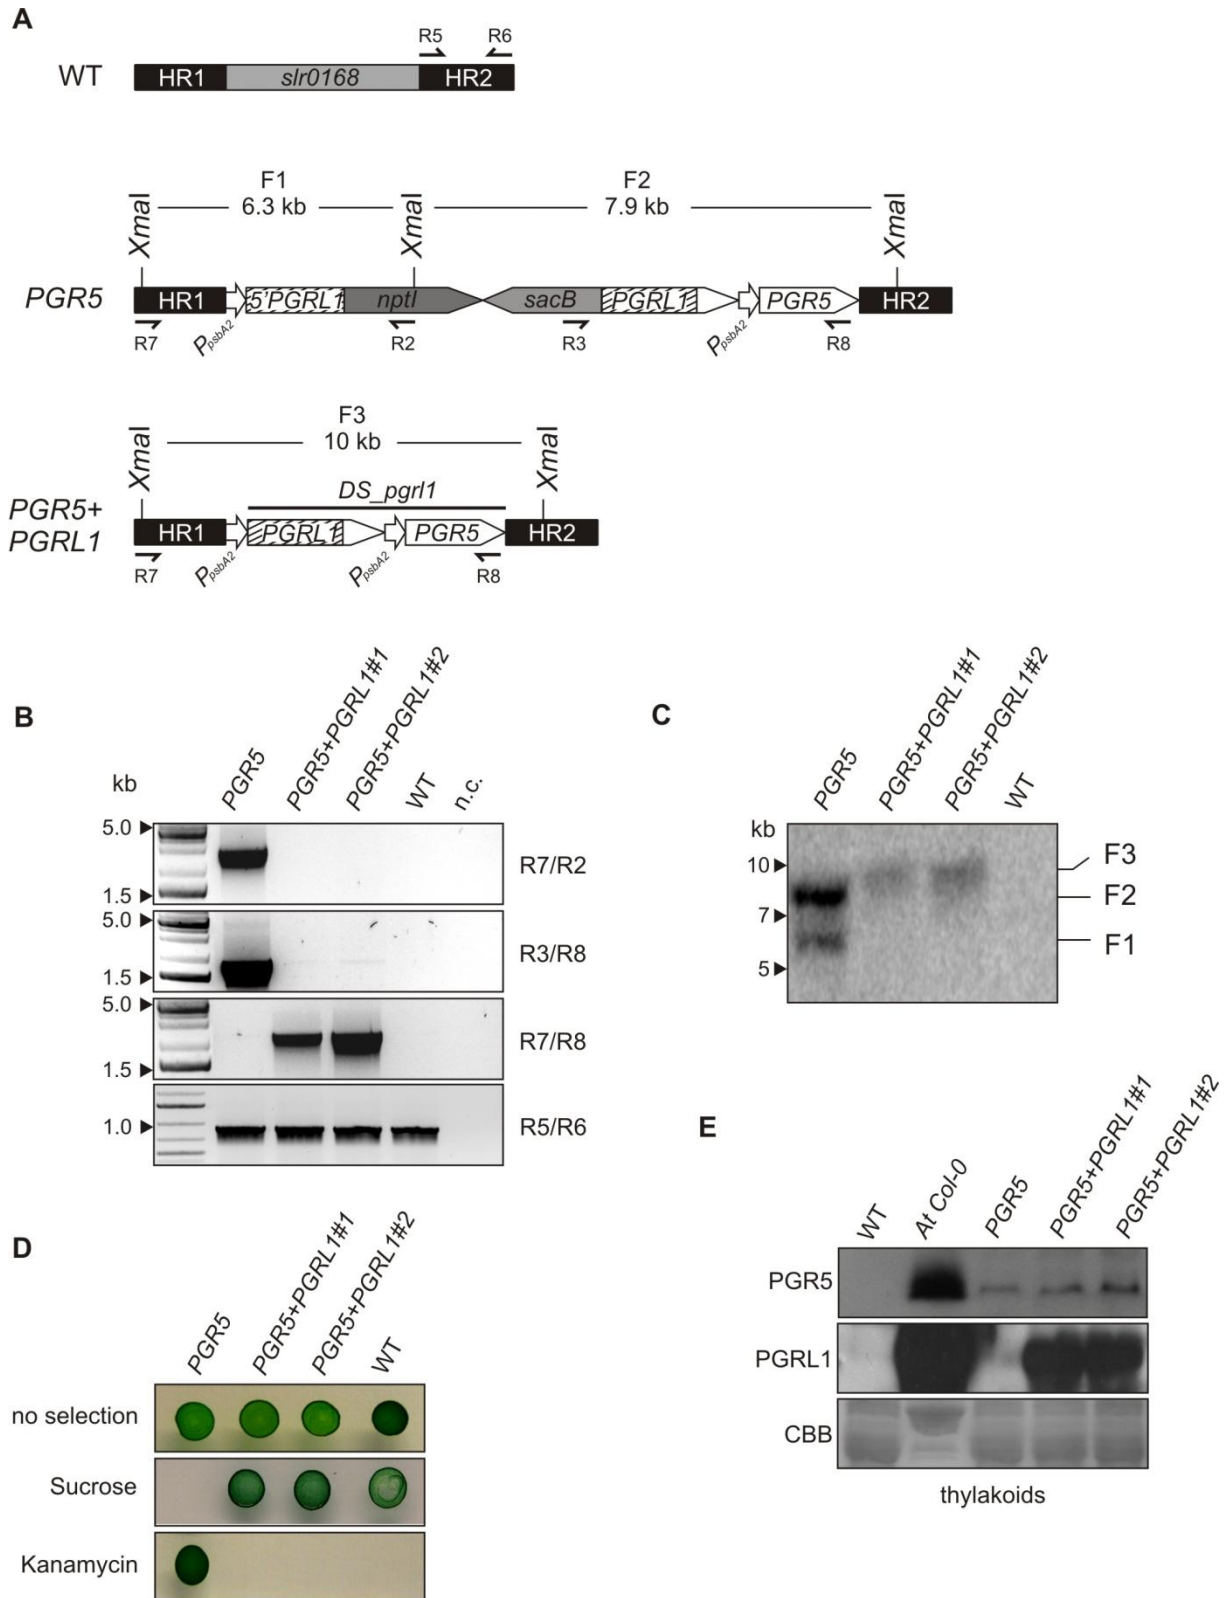 A
R5 R6
WT HR1 slr0168 HR2
F1 F2
6.3 kb 7.9 kb
XmaI XmaI XmaI
PGR5 HR1 5'PGRL1 nptI sacB PGRL1 PGR5 HR2
R7 PpsbA2 R2 R3 PpsbA2 R8
F3
10 kb
XmaI XmaI
DS_pgrl1
PGR5+
PGRL1
HR1 PGRL1 PGR5 HR2
R7 PpsbA2 PpsbA2 R8
B
kb PGR5 PGR5+PGRL1#1 PGR5+PGRL1#2 WT n.c.
5.0
R7/R2
1.5
5.0
R3/R8
1.5
5.0
R7/R8
1.5
1.0 R5/R6
C
PGR5 PGR5+PGRL1#1 PGR5+PGRL1#2 WT
kb
10 F3
F2
7
F1
5
D
PGR5 PGR5+PGRL1#1 PGR5+PGRL1#2 WT
no selection
Sucrose
Kanamycin
E
WT At Col-0 PGR5 PGR5+PGRL1#1 PGR5+PGRL1#2
PGR5
PGRL1
CBB
thylakoids